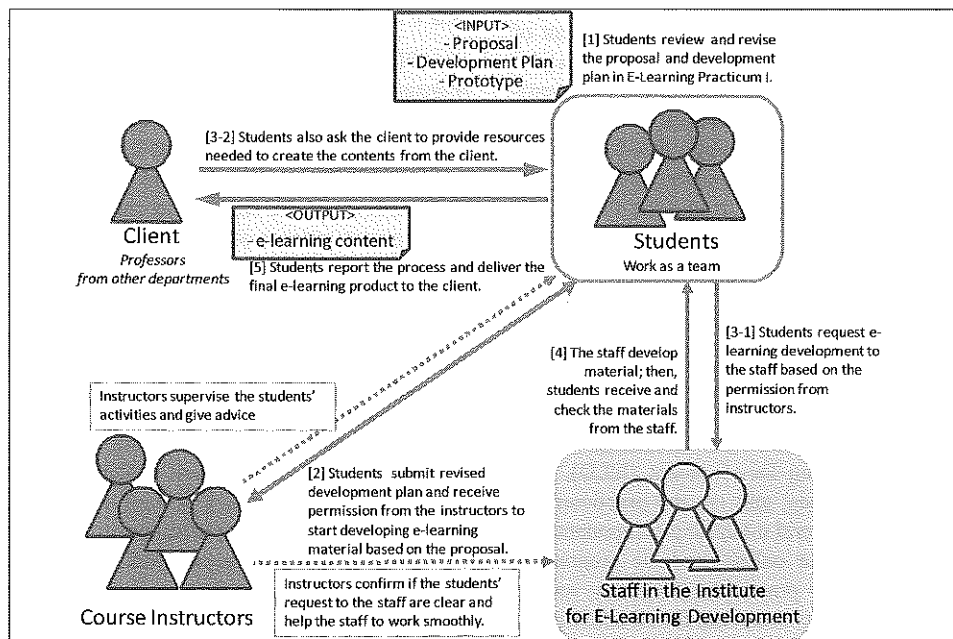 <INPUT>
- Proposal
- Development Plan
- Prototype
[1] Students review and revise
the proposal and development
plan in E-Learning Practicum I.
[3-2] Students also ask the client to provide resources
needed to create the contents from the client.
Client
Professors
from other departments
<OUTPUT>
- e-learning content
[5] Students report the process and deliver the
final e-learning product to the client.
Students
Work as a team
[4] The staff develop
material; then,
students receive and
check the materials
from the staff.
[3-1] Students request e-
learning development to
the staff based on the
permission from
instructors.
Instructors supervise the students'
activities and give advice
[2] Students submit revised
development plan and receive
permission from the instructors to
start developing e-learning
material based on the proposal.
Instructors confirm if the students'
request to the staff are clear and
help the staff to work smoothly.
Course Instructors
Staff in the Institute
for E-Learning Development